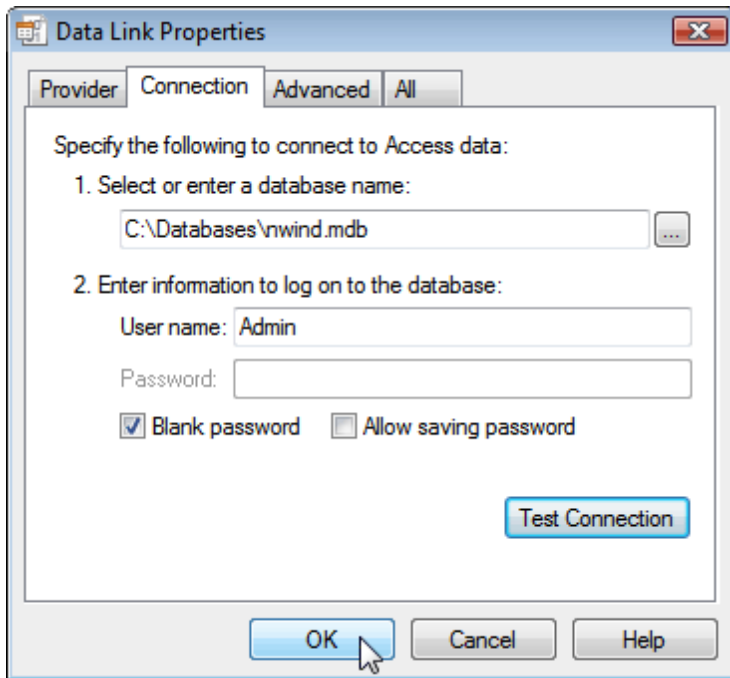 Data Link Properties
Provider Connection Advanced All
Specify the following to connect to Access data:
1. Select or enter a database name:
C:\Databases\nwind.mdb ...
2. Enter information to log on to the database:
User name: Admin
Password:
Blank password Allow saving password
Test Connection
OK Cancel Help